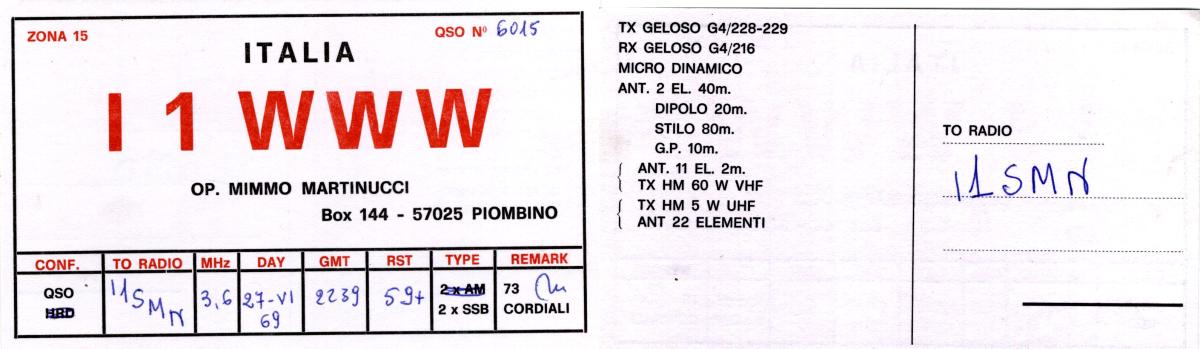 ZONA 15
QSO Nº 6015
ITALIA
I 1 WWW
OP. MIMMO MARTINUCCI
Box 144 - 57025 PIOMBINO
CONF. TO RADIO MHz DAY GMT RST TYPE REMARK
QSO I1SMN 3,6 27-VI 69 2239 59+ 2 x AM 73
HRD 2 x SSB CORDIALI
TX GELOSO G4/228-229
RX GELOSO G4/216
MICRO DINAMICO
ANT. 2 EL. 40m.
DIPOLO 20m.
STILO 80m.
G.P. 10m.
ANT. 11 EL. 2m.
TX HM 60 W VHF
TX HM 5 W UHF
ANT 22 ELEMENTI
TO RADIO
I1SMN